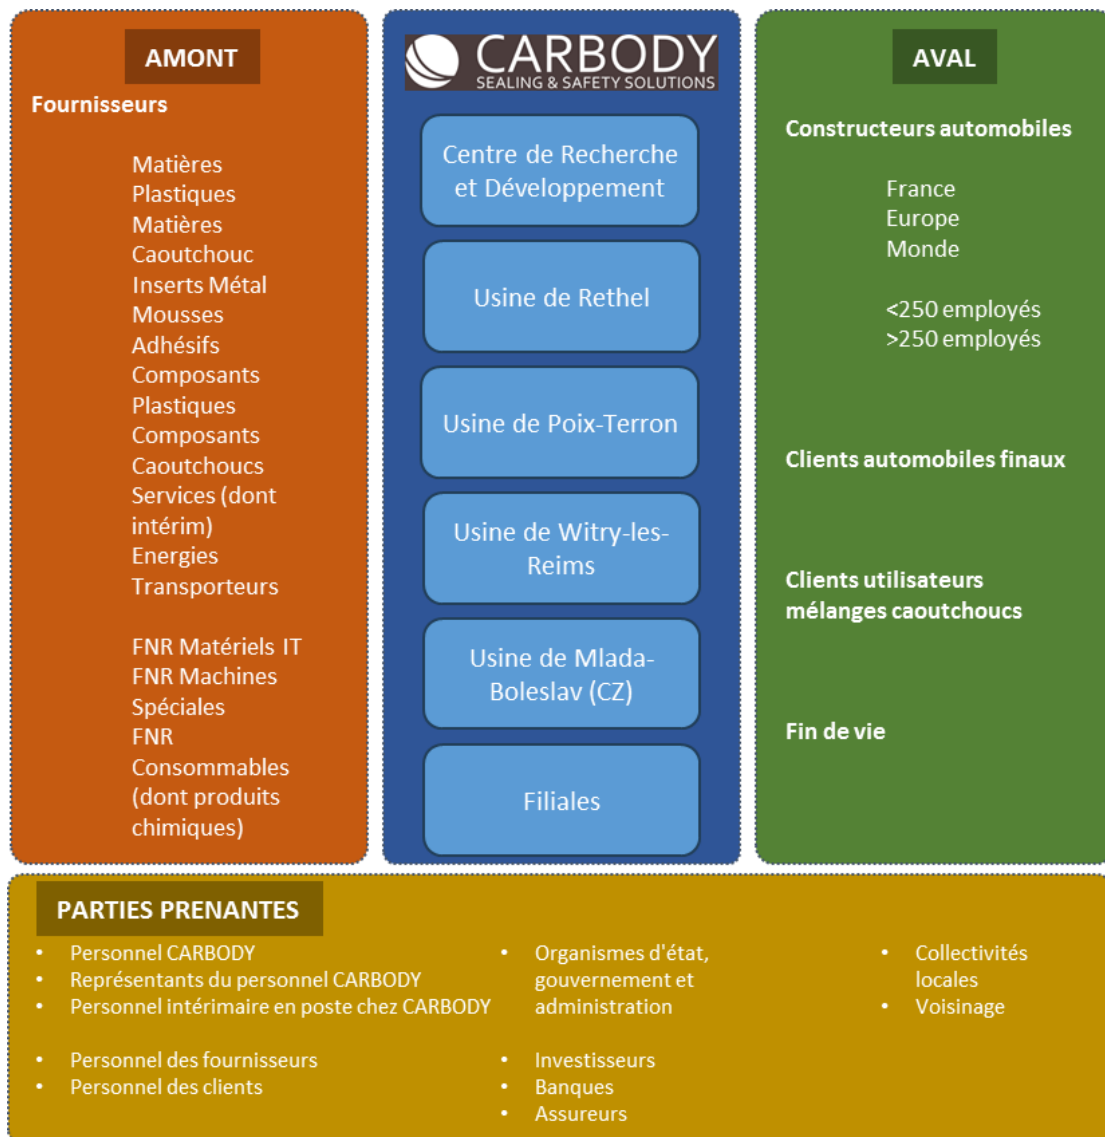 AMONT
Fournisseurs
Matières
Plastiques
Matières
Caoutchouc
Inserts Métal
Mousses
Adhésifs
Composants
Plastiques
Composants
Caoutchoucs
Services (dont
intérim)
Energies
Transporteurs
FNR Matériels IT
FNR Machines
Spéciales
FNR
Consommables
(dont produits
chimiques)
CARBODY
SEALING & SAFETY SOLUTIONS
Centre de Recherche
et Développement
Usine de Rethel
Usine de Poix-Terron
Usine de Witry-les-
Reims
Usine de Mlada-
Boleslav (CZ)
Filiales
AVAL
Constructeurs automobiles
France
Europe
Monde
<250 employés
>250 employés
Clients automobiles finaux
Clients utilisateurs
mélanges caoutchoucs
Fin de vie
PARTIES PRENANTES
• Personnel CARBODY
• Représentants du personnel CARBODY
• Personnel intérimaire en poste chez CARBODY
• Personnel des fournisseurs
• Personnel des clients
• Organismes d'état,
gouvernement et
administration
• Investisseurs
• Banques
• Assureurs
• Collectivités
locales
• Voisinage